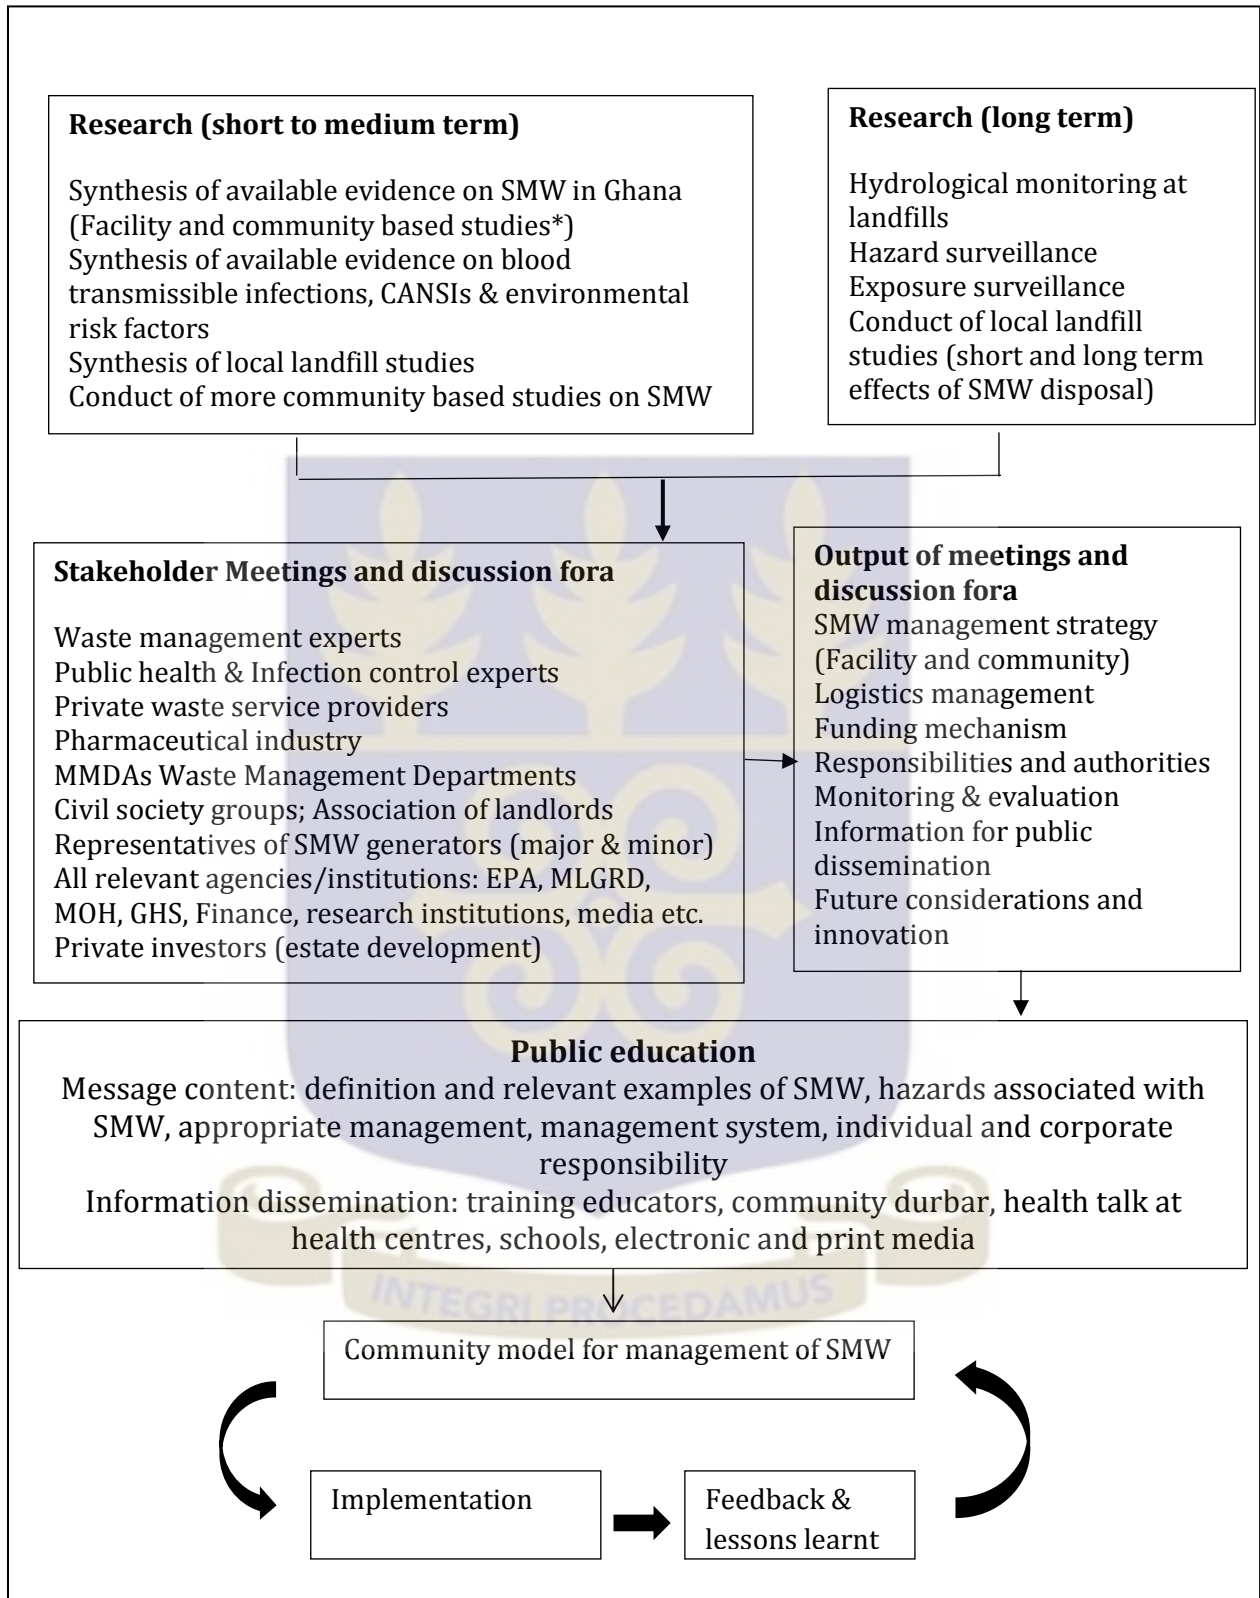 Research (short to medium term)
Synthesis of available evidence on SMW in Ghana
(Facility and community based studies*)
Synthesis of available evidence on blood
transmissible infections, CANSIs & environmental
risk factors
Synthesis of local landfill studies
Conduct of more community based studies on SMW
Research (long term)
Hydrological monitoring at
landfills
Hazard surveillance
Exposure surveillance
Conduct of local landfill
studies (short and long term
effects of SMW disposal)
Stakeholder Meetings and discussion fora
Waste management experts
Public health & Infection control experts
Private waste service providers
Pharmaceutical industry
MMDAs Waste Management Departments
Civil society groups; Association of landlords
Representatives of SMW generators (major & minor)
All relevant agencies/institutions: EPA, MLGRD,
MOH, GHS, Finance, research institutions, media etc.
Private investors (estate development)
Output of meetings and
discussion fora
SMW management strategy
(Facility and community)
Logistics management
Funding mechanism
Responsibilities and authorities
Monitoring & evaluation
Information for public
dissemination
Future considerations and
innovation
Public education
Message content: definition and relevant examples of SMW, hazards associated with
SMW, appropriate management, management system, individual and corporate
responsibility
Information dissemination: training educators, community durbar, health talk at
health centres, schools, electronic and print media
INTEGRI PROCEDAMUS
Community model for management of SMW
Implementation
Feedback &
lessons learnt